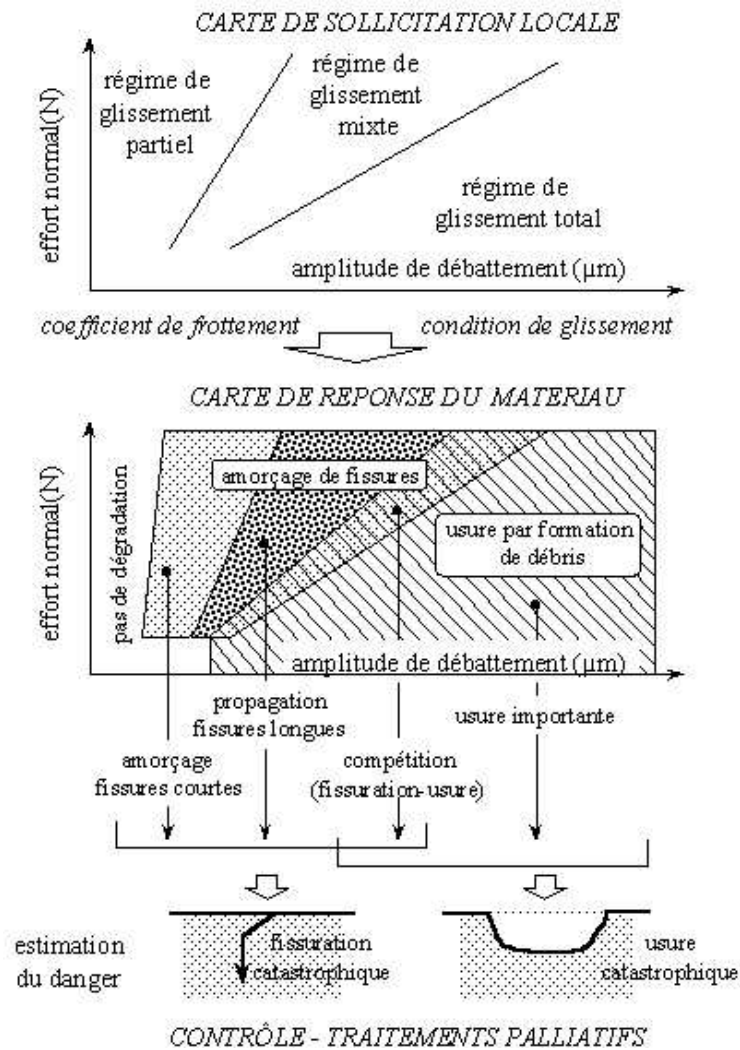 CARTE DE SOLLICITATION LOCALE
effort normal(N)
régime de
glissement
partiel
régime de
glissement
mixte
régime de
glissement total
amplitude de débattement (µm)
coefficient de frottement
condition de glissement
CARTE DE REPONSE DU MATERIAU
effort normal(N)
pas de dégradation
amorçage de fissures
usure par formation
de débris
amplitude de débattement (µm)
propagation
fissures longues
usure importante
amorçage
fissures courtes
compétition
(fissuration-usure)
estimation
du danger
fissuration
catastrophique
usure
catastrophique
CONTRÔLE - TRAITEMENTS PALLIATIFS